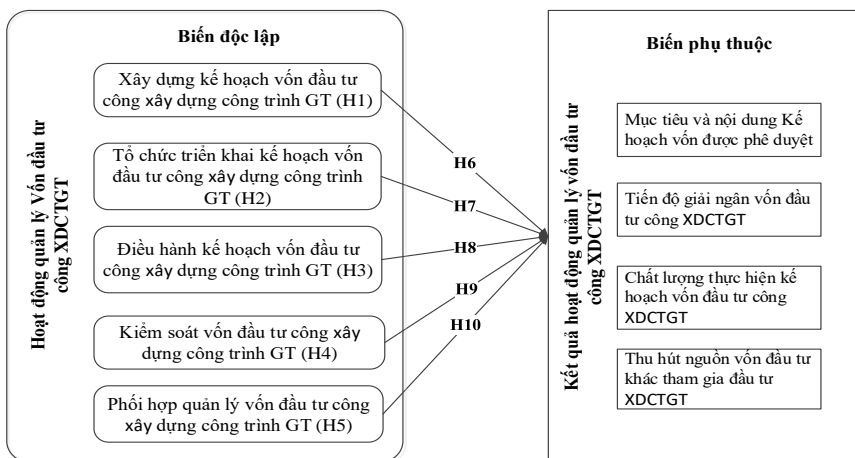 Biến độc lập
Hoạt động quản lý Vốn đầu tư
công XDCTGT
Xây dựng kế hoạch vốn đầu tư
công xây dựng công trình GT (H1)
Tổ chức triển khai kế hoạch vốn
đầu tư công xây dựng công trình
GT (H2)
Điều hành kế hoạch vốn đầu tư
công xây dựng công trình GT (H3)
Kiểm soát vốn đầu tư công xây
dựng công trình GT (H4)
Phối hợp quản lý vốn đầu tư công
xây dựng công trình GT (H5)
H6
H7
H8
H9
H10
Biến phụ thuộc
Kết quả hoạt động quản lý vốn đầu tư
công XDCTGT
Mục tiêu và nội dung Kế
hoạch vốn được phê duyệt
Tiến độ giải ngân vốn đầu
tư công XDCTGT
Chất lượng thực hiện kế
hoạch vốn đầu tư công
XDCTGT
Thu hút nguồn vốn đầu tư
khác tham gia đầu tư
XDCTGT